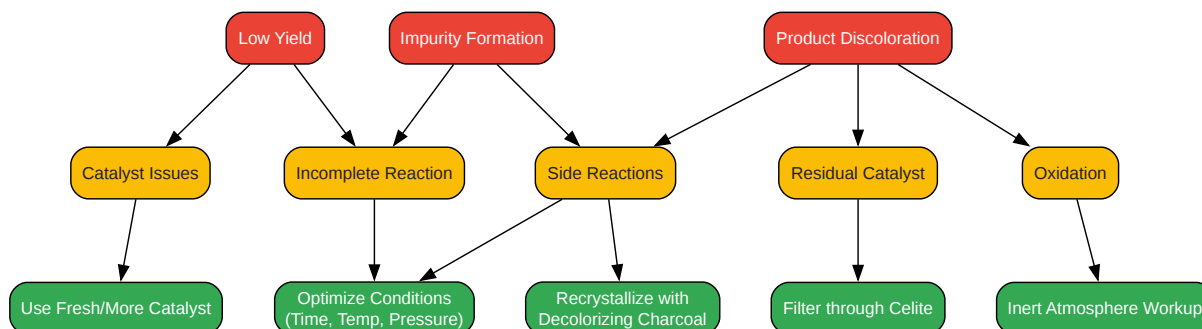 Low Yield
Impurity Formation
Product Discoloration
Catalyst Issues
Incomplete Reaction
Side Reactions
Residual Catalyst
Oxidation
Use Fresh/More Catalyst
Optimize Conditions
(Time, Temp, Pressure)
Recrystallize with
Decolorizing Charcoal
Filter through Celite
Inert Atmosphere Workup